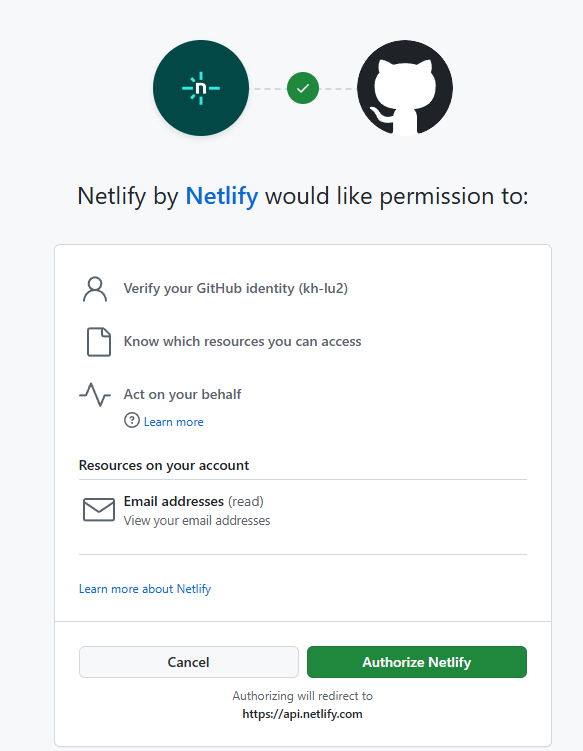 n
Netlify by Netlify would like permission to:
Verify your GitHub identity (kh-lu2)
Know which resources you can access
Act on your behalf
? Learn more
Resources on your account
Email addresses (read)
View your email addresses
Learn more about Netlify
Cancel
Authorize Netlify
Authorizing will redirect to
https://api.netlify.com